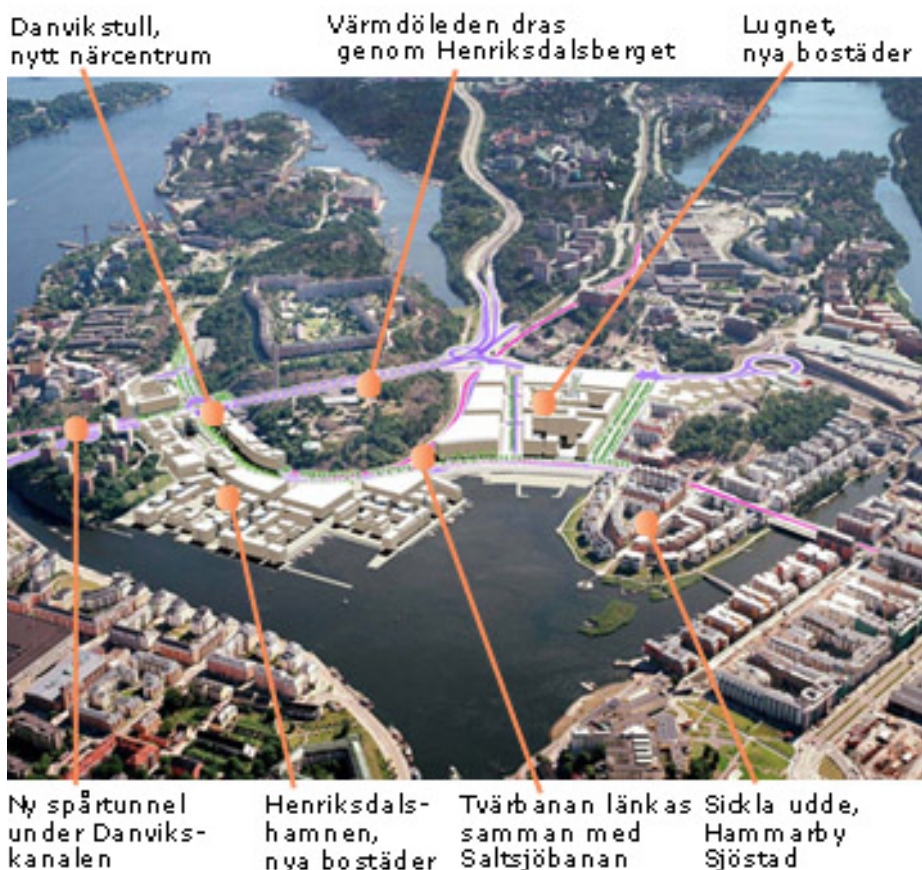 Danvikstull,
nytt närcentrum
Värmdöleden dras
genom Henriksdalsberget
Lugnet,
nya bostäder
Ny spårtunnel
under Danviks-
kanalen
Henriksdals-
hamnen,
nya bostäder
Tvärbanan länkas
samman med
Saltsjöbanan
Sickla udde,
Hammarby
Sjöstad